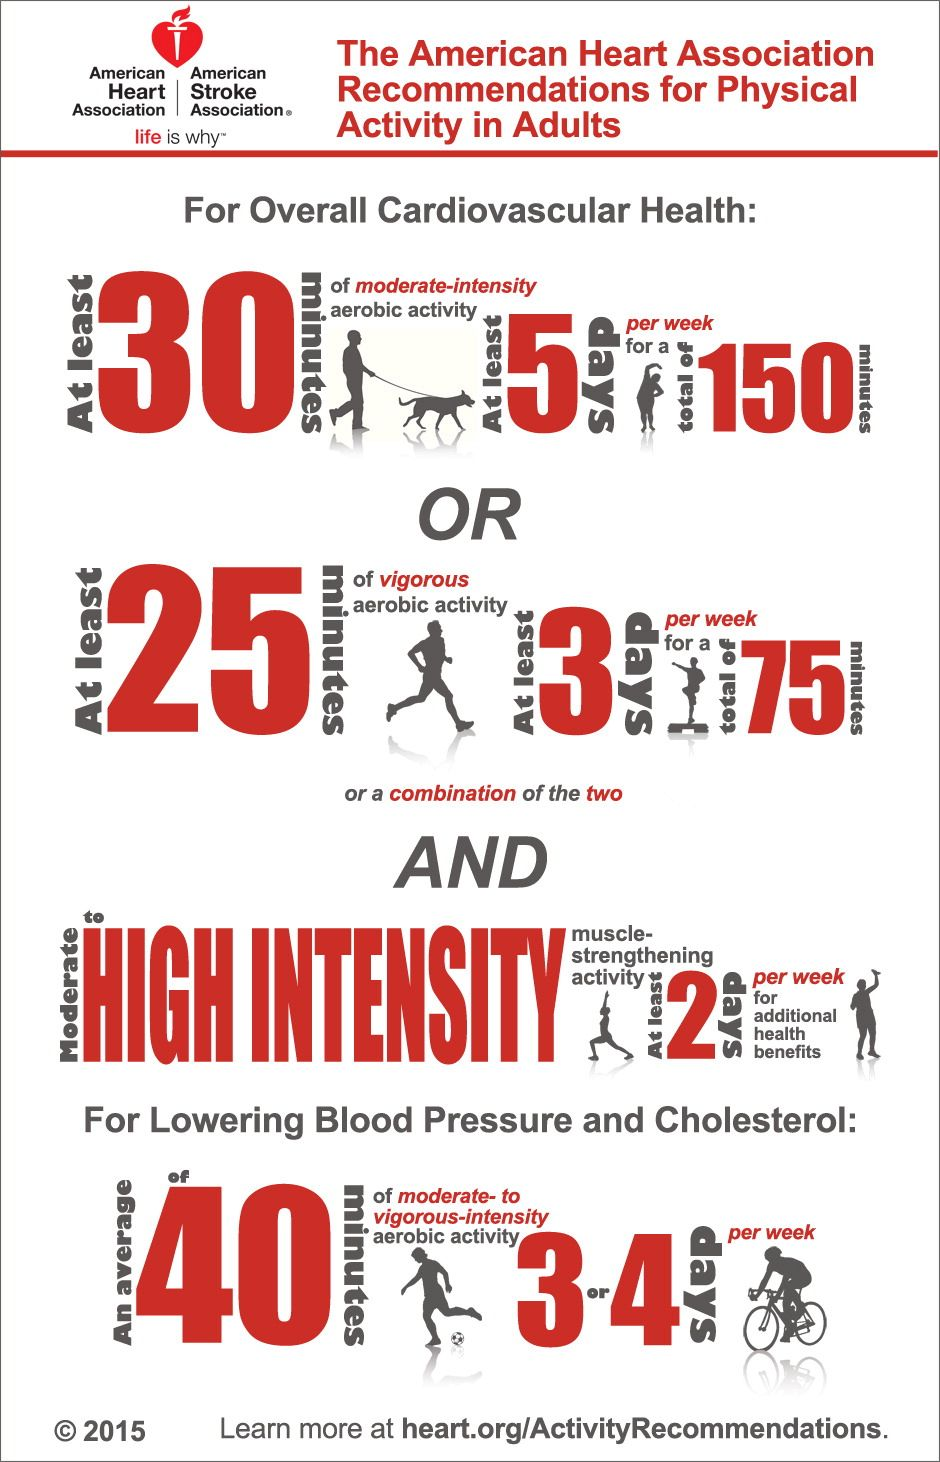 American Heart Association
American Stroke Association®
life is why™
The American Heart Association
Recommendations for Physical
Activity in Adults
For Overall Cardiovascular Health:
At least 30 minutes
of moderate-intensity
aerobic activity
At least 5 days
per week
for a
total of 150 minutes
OR
At least 25 minutes
of vigorous
aerobic activity
At least 3 days
per week
for a
total of 75 minutes
or a combination of the two
AND
Moderate to HIGH INTENSITY
muscle-
strengthening
activity
At least 2 days
per week
for
additional
health
benefits
For Lowering Blood Pressure and Cholesterol:
An average of 40 minutes
of moderate- to
vigorous-intensity
aerobic activity
3 or 4 days
per week
© 2015
Learn more at heart.org/ActivityRecommendations.